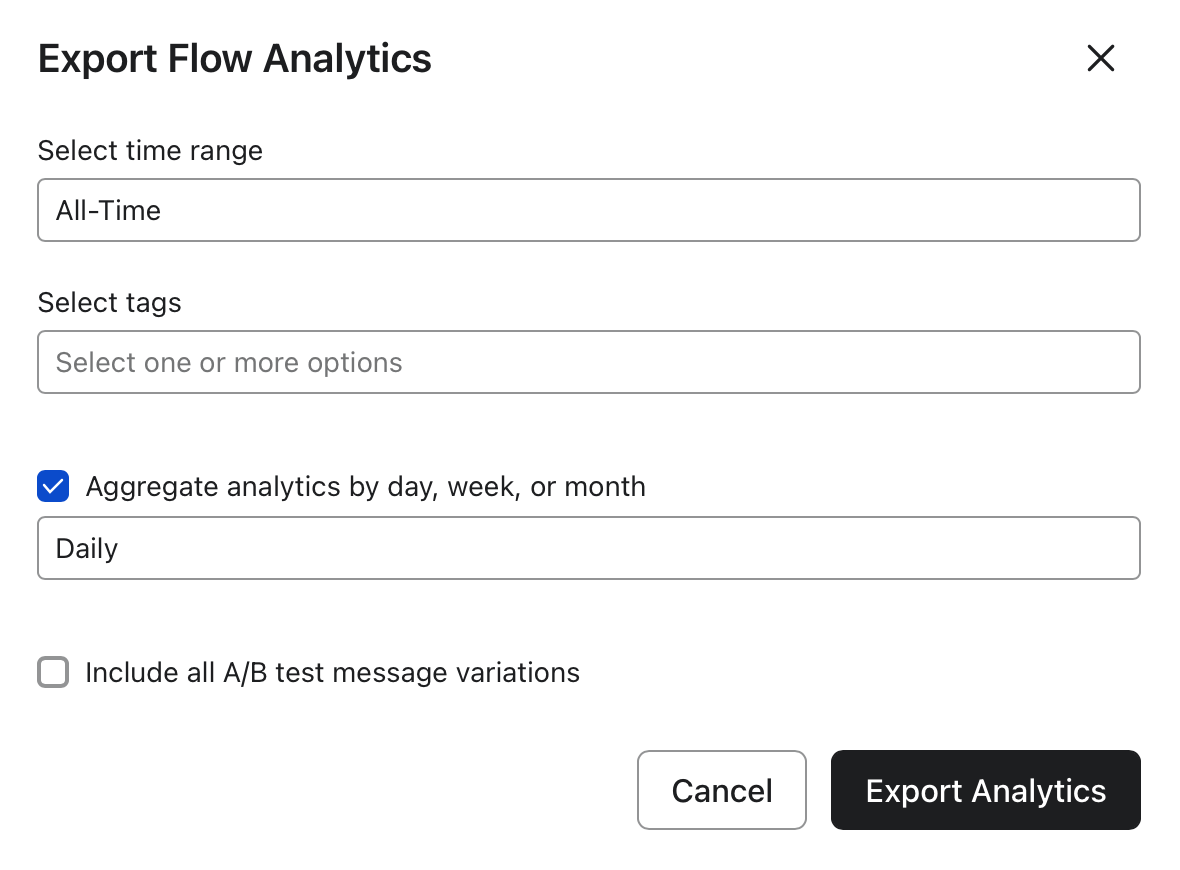 Export Flow Analytics
Select time range
All-Time
Select tags
Select one or more options
Aggregate analytics by day, week, or month
Daily
Include all A/B test message variations
Cancel
Export Analytics